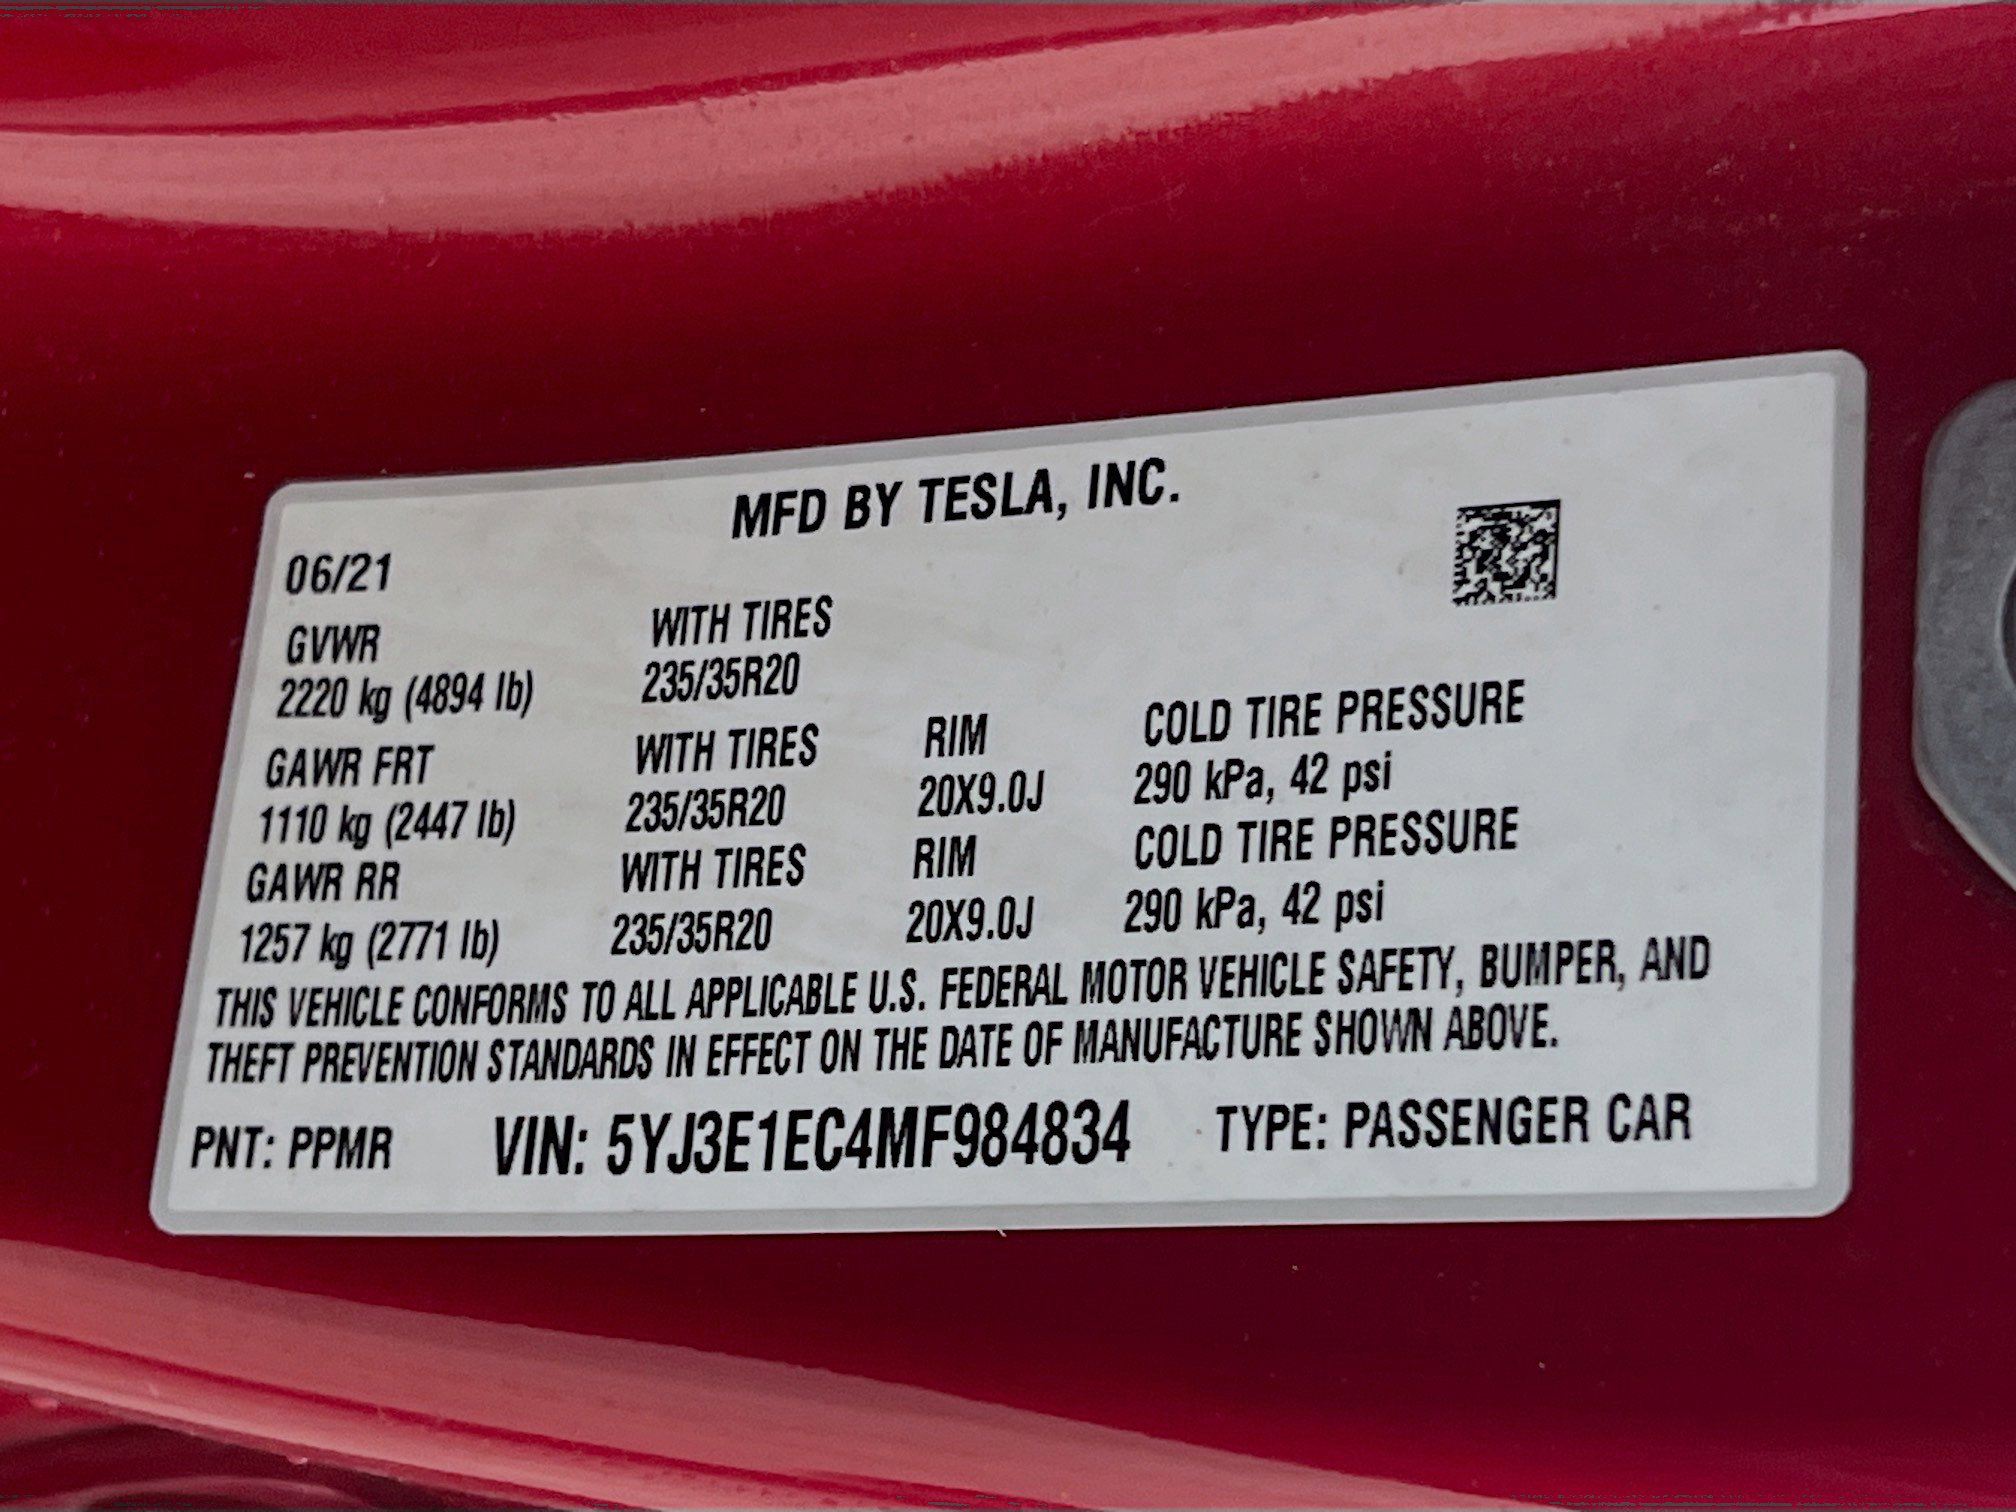 MFD BY TESLA, INC.
06/21
GVWR WITH TIRES
2220 kg (4894 lb) 235/35R20
GAWR FRT WITH TIRES RIM COLD TIRE PRESSURE
1110 kg (2447 lb) 235/35R20 20X9.0J 290 kPa, 42 psi
GAWR RR WITH TIRES RIM COLD TIRE PRESSURE
1257 kg (2771 lb) 235/35R20 20X9.0J 290 kPa, 42 psi
THIS VEHICLE CONFORMS TO ALL APPLICABLE U.S. FEDERAL MOTOR VEHICLE SAFETY, BUMPER, AND
THEFT PREVENTION STANDARDS IN EFFECT ON THE DATE OF MANUFACTURE SHOWN ABOVE.
PNT: PPMR VIN: 5YJ3E1EC4MF984834 TYPE: PASSENGER CAR